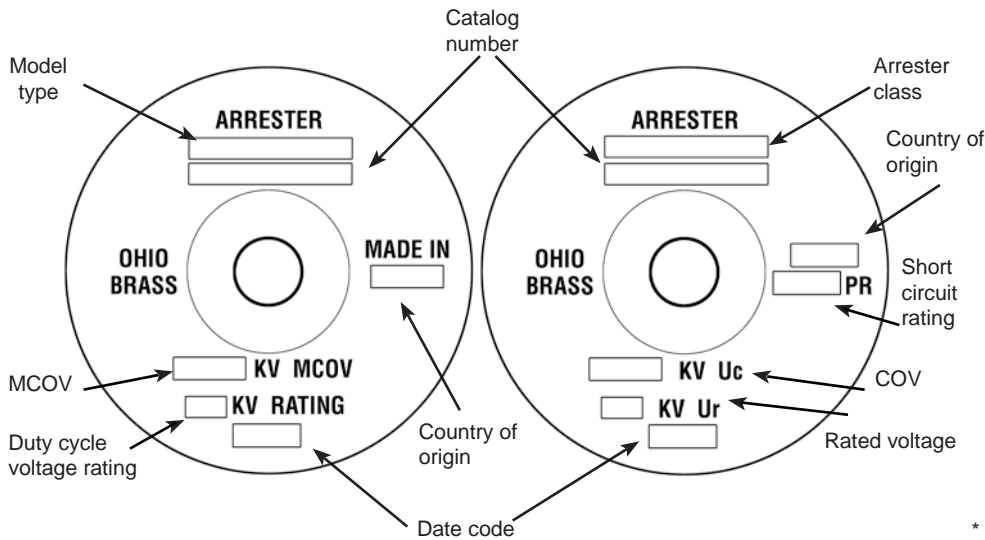 Catalog
number
Model
type
Arrester
class
ARRESTER
ARRESTER
Country of
origin
OHIO
BRASS
MADE IN
OHIO
BRASS
PR
Short
circuit
rating
MCOV
KV MCOV
KV Uc
COV
KV RATING
KV Ur
Duty cycle
voltage rating
Country of
origin
Rated voltage
Date code
*